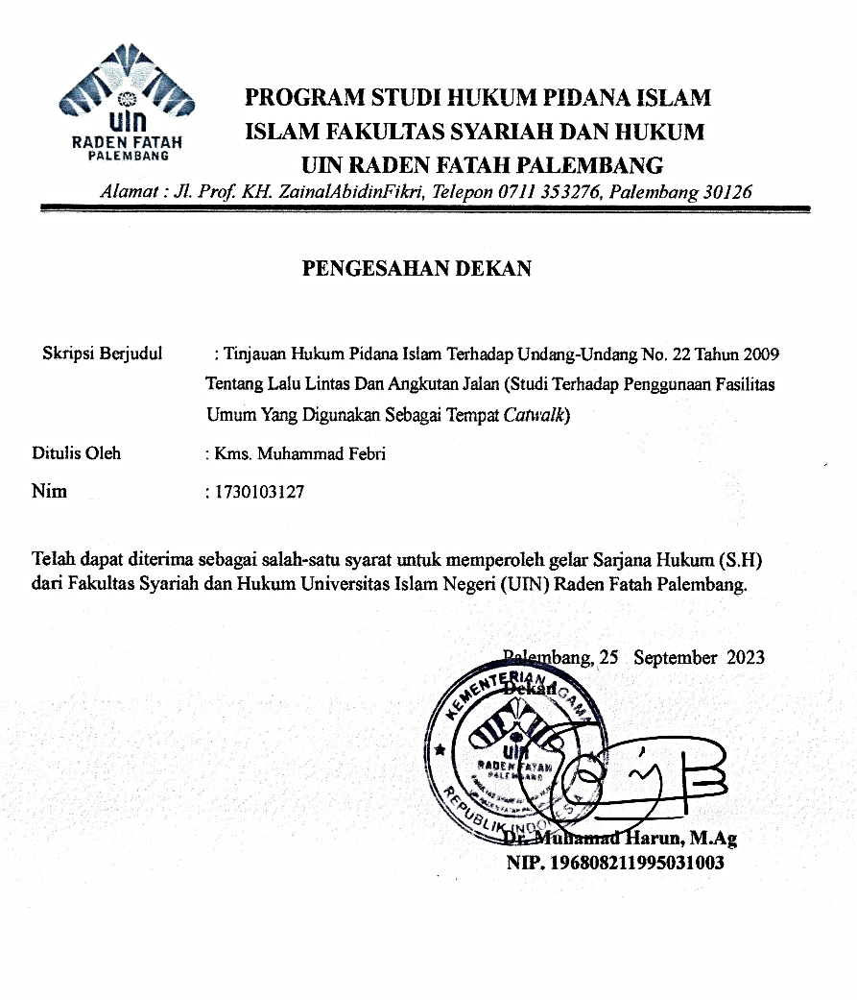 uin
RADEN FATAH
PALEMBANG
PROGRAM STUDI HUKUM PIDANA ISLAM
ISLAM FAKULTAS SYARIAH DAN HUKUM
UIN RADEN FATAH PALEMBANG
Alamat : Jl. Prof. KH. ZainalAbidinFikri, Telepon 0711 353276, Palembang 30126
PENGESAHAN DEKAN
Skripsi Berjudul : Tinjauan Hukum Pidana Islam Terhadap Undang-Undang No. 22 Tahun 2009
Tentang Lalu Lintas Dan Angkutan Jalan (Studi Terhadap Penggunaan Fasilitas
Umum Yang Digunakan Sebagai Tempat Catwalk)
Ditulis Oleh : Kms. Muhammad Febri
Nim : 1730103127
Telah dapat diterima sebagai salah-satu syarat untuk memperoleh gelar Sarjana Hukum (S.H)
dari Fakultas Syariah dan Hukum Universitas Islam Negeri (UIN) Raden Fatah Palembang.
Palembang, 25 September 2023
Dekan
KEMENTERIAN AGAMA
uin
RADEN FATAH
PALEMBANG
REPUBLIK INDONESIA
Dr. Muhamad Harun, M.Ag
NIP. 196808211995031003